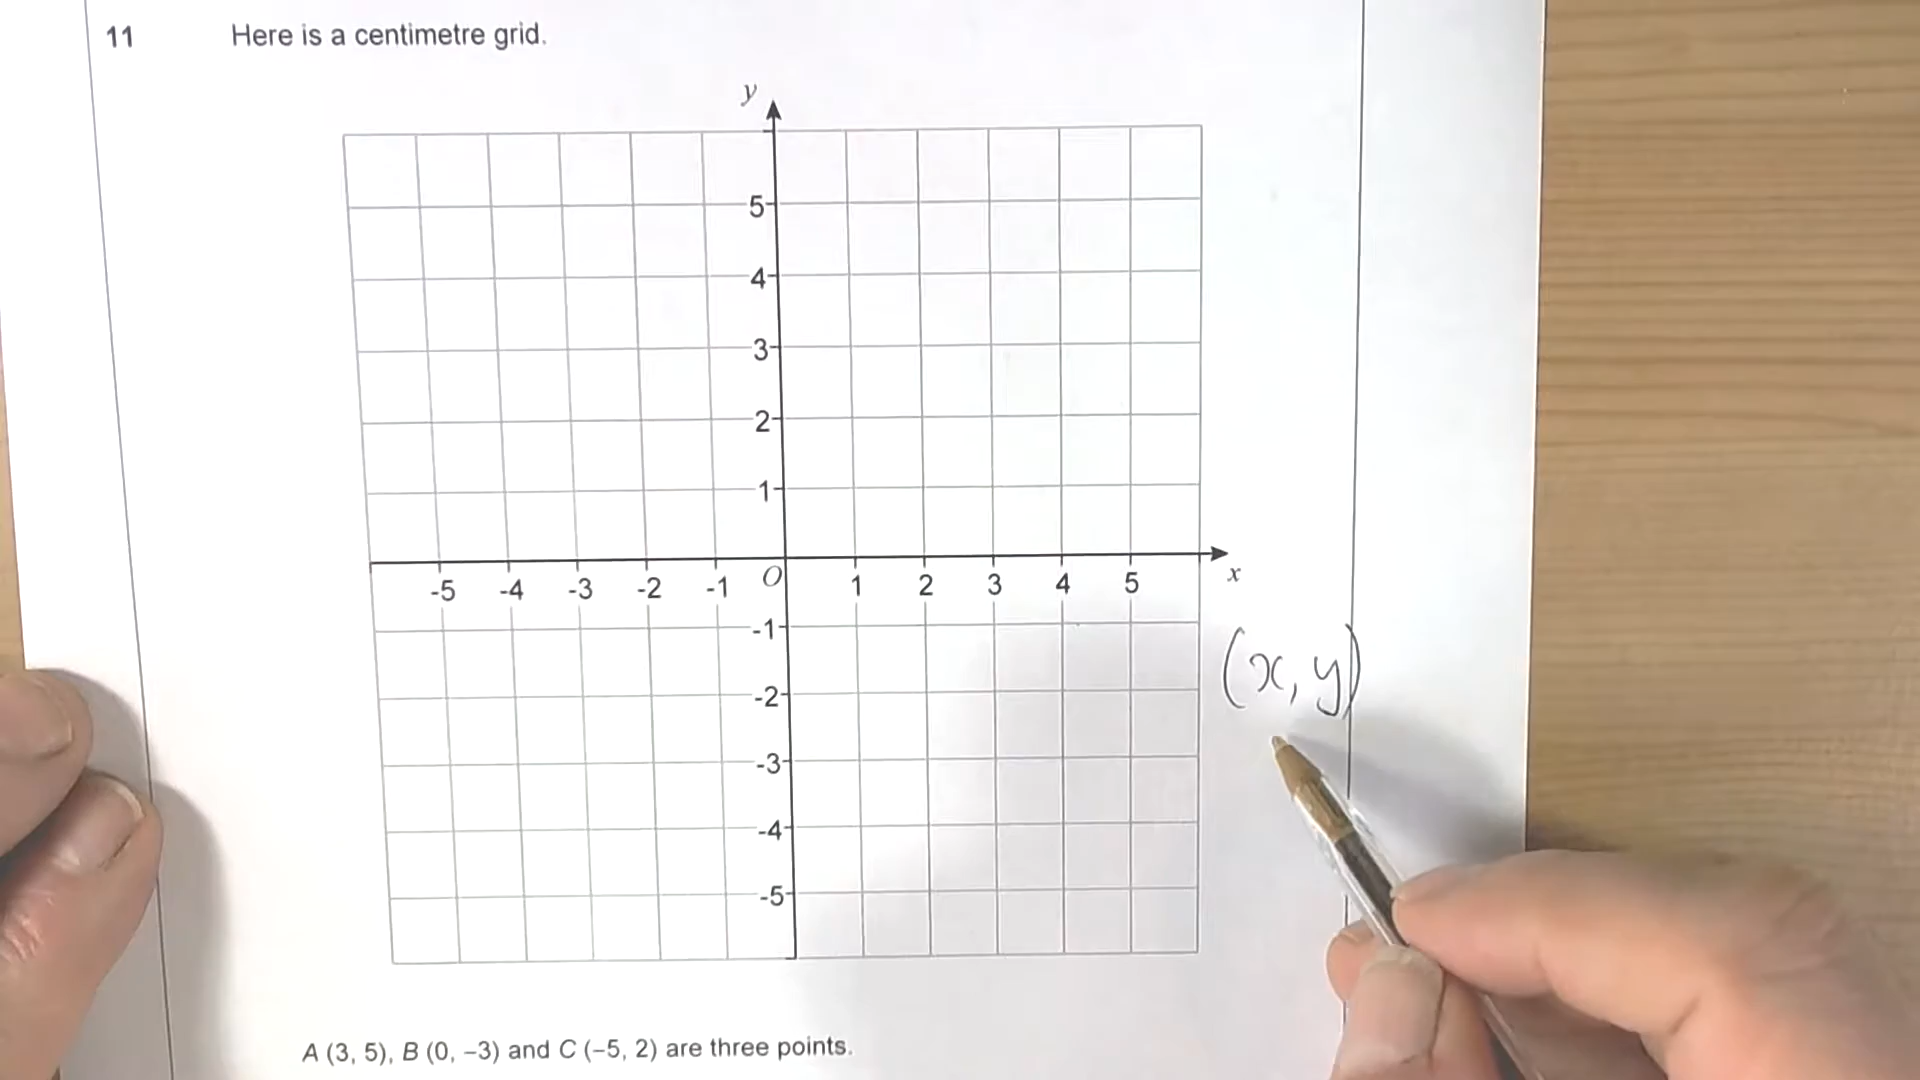 11 Here is a centimetre grid.
y
5
4
3
2
1
-5 -4 -3 -2 -1 O 1 2 3 4 5 x
-1
(x, y)
-2
-3
-4
-5
A (3, 5), B (0, −3) and C (−5, 2) are three points.